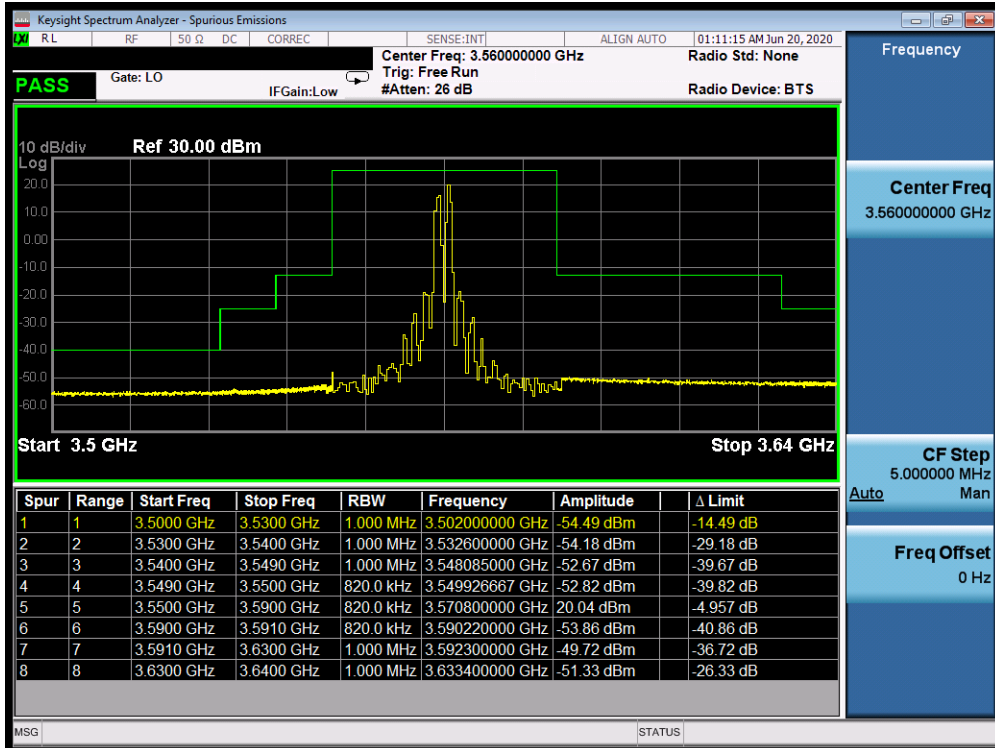 Keysight Spectrum Analyzer - Spurious Emissions
LXI RL RF 50 Ω DC CORREC SENSE:INT ALIGN AUTO 01:11:15 AM Jun 20, 2020
Center Freq: 3.560000000 GHz Radio Std: None
PASS Gate: LO Trig: Free Run
IFGain:Low #Atten: 26 dB Radio Device: BTS
Frequency
10 dB/div Ref 30.00 dBm
Log
20.0
10.0
0.00
-10.0
-20.0
-30.0
-40.0
-50.0
-60.0
Start 3.5 GHz Stop 3.64 GHz
Center Freq
3.560000000 GHz
CF Step
5.000000 MHz
Auto Man
Freq Offset
0 Hz
Spur Range Start Freq Stop Freq RBW Frequency Amplitude Δ Limit
1 1 3.5000 GHz 3.5300 GHz 1.000 MHz 3.502000000 GHz -54.49 dBm -14.49 dB
2 2 3.5300 GHz 3.5400 GHz 1.000 MHz 3.532600000 GHz -54.18 dBm -29.18 dB
3 3 3.5400 GHz 3.5490 GHz 1.000 MHz 3.548085000 GHz -52.67 dBm -39.67 dB
4 4 3.5490 GHz 3.5500 GHz 820.0 kHz 3.549926667 GHz -52.82 dBm -39.82 dB
5 5 3.5500 GHz 3.5900 GHz 820.0 kHz 3.570800000 GHz 20.04 dBm -4.957 dB
6 6 3.5900 GHz 3.5910 GHz 820.0 kHz 3.590220000 GHz -53.86 dBm -40.86 dB
7 7 3.5910 GHz 3.6300 GHz 1.000 MHz 3.592300000 GHz -49.72 dBm -36.72 dB
8 8 3.6300 GHz 3.6400 GHz 1.000 MHz 3.633400000 GHz -51.33 dBm -26.33 dB
MSG STATUS